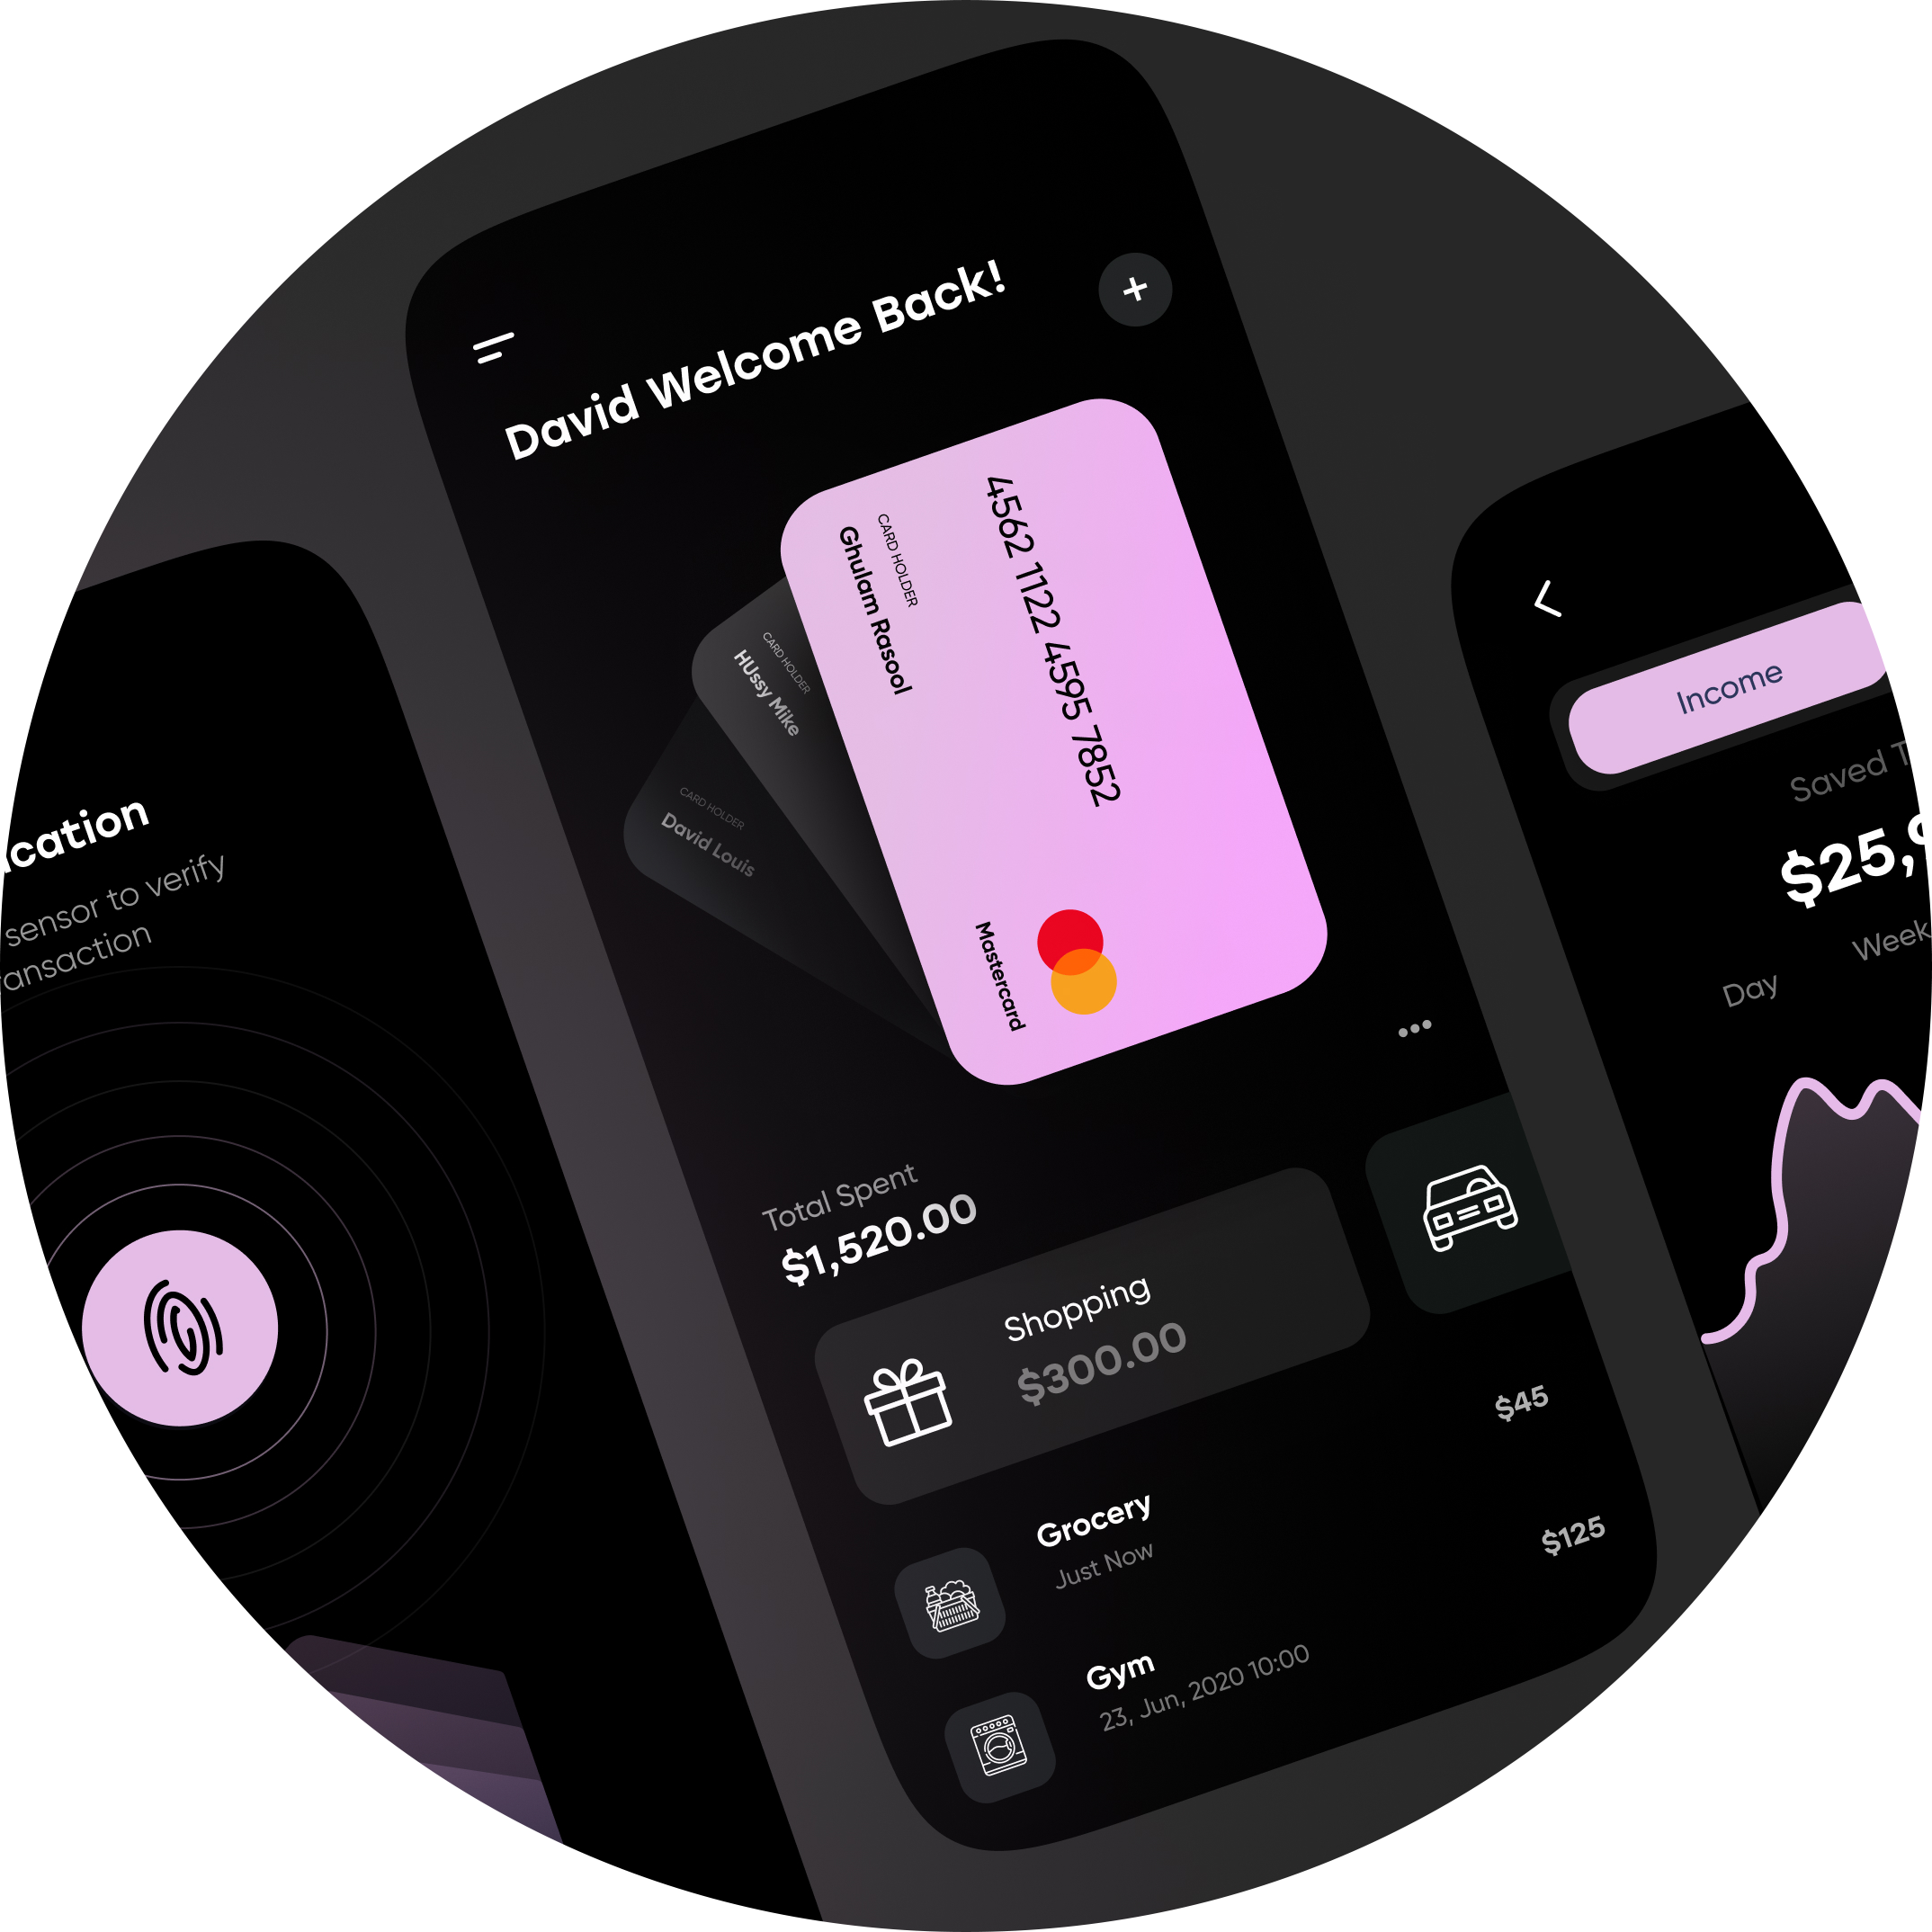 David Welcome Back!
4562 1122 4595 7852
CARD HOLDER
Ghulam Rasool
Mastercard
CARD HOLDER
HUssy Mike
CARD HOLDER
David Louis
Total Spent
$1,520.00
Shopping
$300.00
Grocery
Just Now
$45
Gym
23, Jun, 2020 10:00
$125
cation
sensor to verify
ansaction
Income
Saved T
$25,9
Day Week